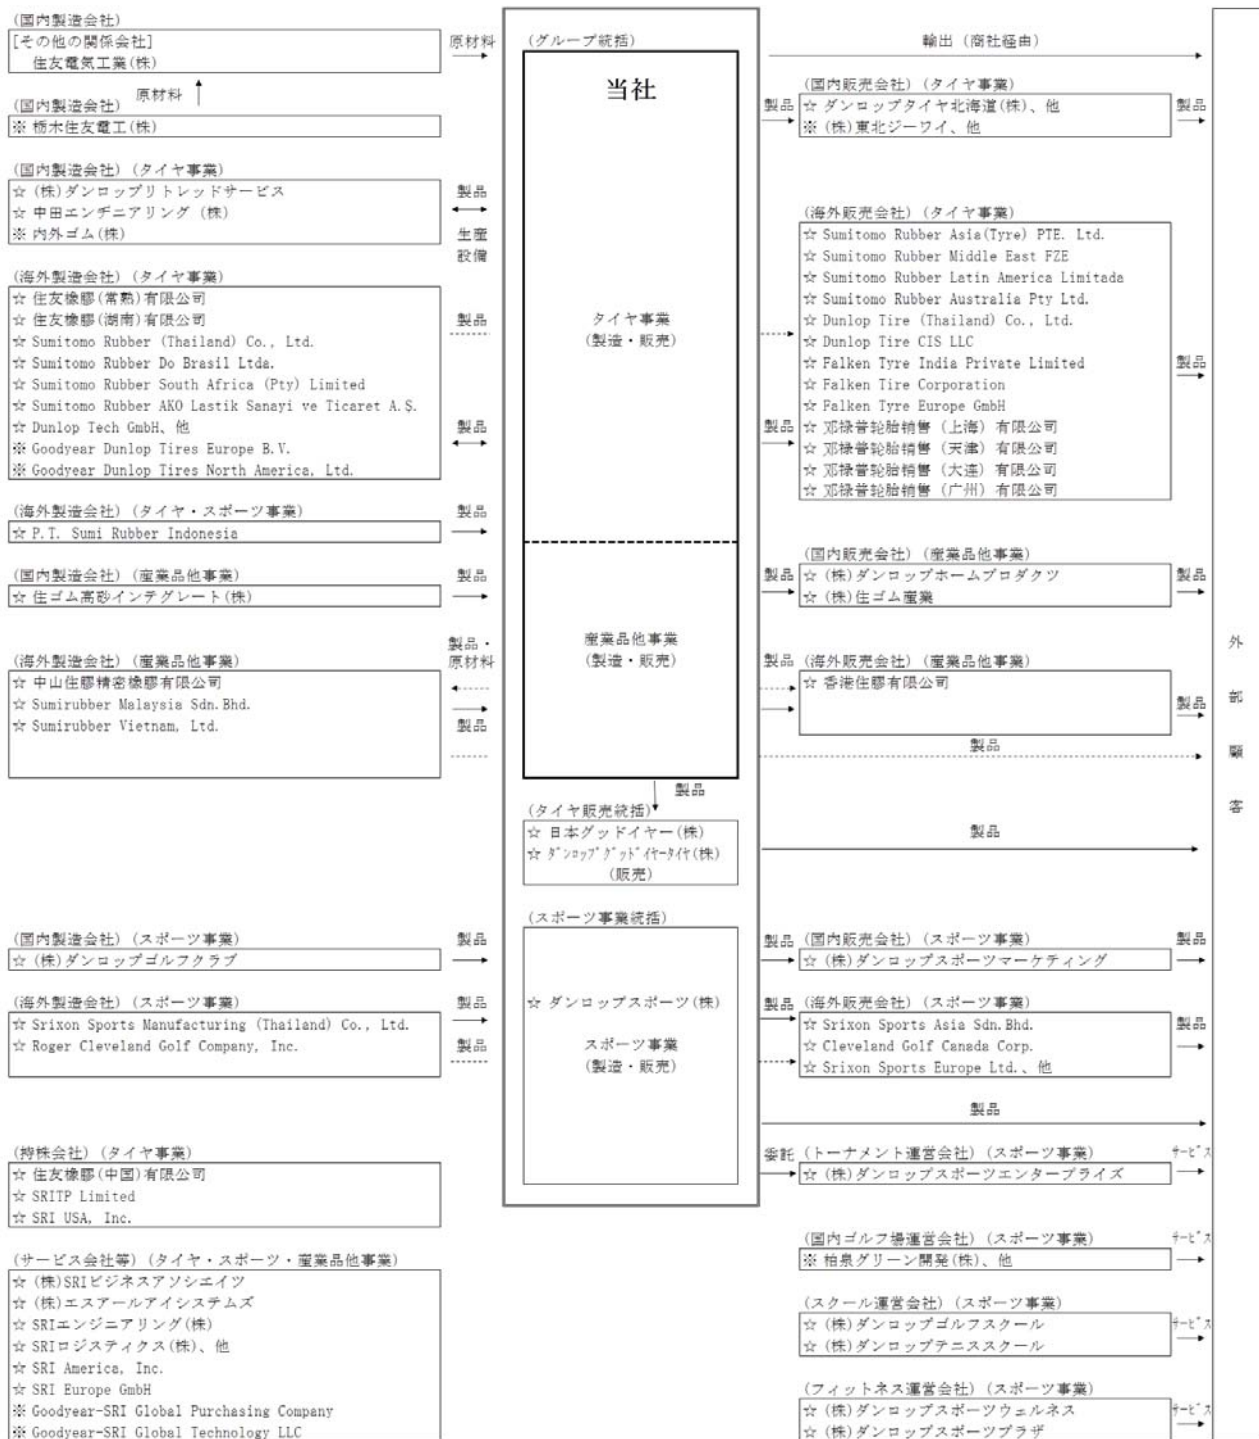 (国内製造会社)
[その他の関係会社]
住友電気工業(株)
原材料
原材料
(国内製造会社)
※ 栃木住友電工(株)
(国内製造会社)(タイヤ事業)
☆ (株)ダンロップリトレッドサービス
☆ 中田エンヂニアリング (株)
※ 内外ゴム(株)
製品
生産
設備
(海外製造会社)(タイヤ事業)
☆ 住友橡膠(常熟)有限公司
☆ 住友橡膠(湖南)有限公司
☆ Sumitomo Rubber (Thailand) Co., Ltd.
☆ Sumitomo Rubber Do Brasil Ltda.
☆ Sumitomo Rubber South Africa (Pty) Limited
☆ Sumitomo Rubber AKO Lastik Sanayi ve Ticaret A.Ş.
☆ Dunlop Tech GmbH、他
※ Goodyear Dunlop Tires Europe B.V.
※ Goodyear Dunlop Tires North America, Ltd.
製品
製品
(海外製造会社)(タイヤ・スポーツ事業)
☆ P.T. Sumi Rubber Indonesia
製品
(国内製造会社)(産業品他事業)
☆ 住ゴム高砂インテグレート(株)
製品
(海外製造会社)(産業品他事業)
☆ 中山住膠精密橡膠有限公司
☆ Sumirubber Malaysia Sdn.Bhd.
☆ Sumirubber Vietnam, Ltd.
製品・
原材料
製品
(国内製造会社)(スポーツ事業)
☆ (株)ダンロップゴルフクラブ
製品
(海外製造会社)(スポーツ事業)
☆ Srixon Sports Manufacturing (Thailand) Co., Ltd.
☆ Roger Cleveland Golf Company, Inc.
製品
製品
(持株会社)(タイヤ事業)
☆ 住友橡膠(中国)有限公司
☆ SRITP Limited
☆ SRI USA, Inc.
(サービス会社等)(タイヤ・スポーツ・産業品他事業)
☆ (株)SRIビジネスアソシエイツ
☆ (株)エスアールアイシステムズ
☆ SRIエンジニアリング(株)
☆ SRIロジスティクス(株)、他
☆ SRI America, Inc.
☆ SRI Europe GmbH
※ Goodyear-SRI Global Purchasing Company
※ Goodyear-SRI Global Technology LLC
(グループ統括)
当社
タイヤ事業
(製造・販売)
産業品他事業
(製造・販売)
製品
(タイヤ販売統括)
☆ 日本グッドイヤー(株)
☆ ダンロップグッドイヤータイヤ(株)
(販売)
(スポーツ事業統括)
☆ ダンロップスポーツ(株)
スポーツ事業
(製造・販売)
輸出 (商社経由)
(国内販売会社)(タイヤ事業)
製品
☆ ダンロップタイヤ北海道(株)、他
※ (株)東北ジーワイ、他
製品
(海外販売会社)(タイヤ事業)
☆ Sumitomo Rubber Asia(Tyre) PTE. Ltd.
☆ Sumitomo Rubber Middle East FZE
☆ Sumitomo Rubber Latin America Limitada
☆ Sumitomo Rubber Australia Pty Ltd.
☆ Dunlop Tire (Thailand) Co., Ltd.
☆ Dunlop Tire CIS LLC
☆ Falken Tyre India Private Limited
☆ Falken Tire Corporation
☆ Falken Tyre Europe GmbH
☆ 邓禄普轮胎销售 (上海) 有限公司
☆ 邓禄普轮胎销售 (天津) 有限公司
☆ 邓禄普轮胎销售 (大连) 有限公司
☆ 邓禄普轮胎销售 (广州) 有限公司
製品
製品
(国内販売会社)(産業品他事業)
製品
☆ (株)ダンロップホームプロダクツ
☆ (株)住ゴム産業
製品
製品
(海外販売会社)(産業品他事業)
☆ 香港住膠有限公司
製品
製品
製品
(国内販売会社)(スポーツ事業)
製品
☆ (株)ダンロップスポーツマーケティング
製品
(海外販売会社)(スポーツ事業)
製品
☆ Srixon Sports Asia Sdn.Bhd.
☆ Cleveland Golf Canada Corp.
☆ Srixon Sports Europe Ltd.、他
製品
製品
委託
(トーナメント運営会社)(スポーツ事業)
☆ (株)ダンロップスポーツエンタープライズ
サービス
(国内ゴルフ場運営会社)(スポーツ事業)
※ 柏泉グリーン開発(株)、他
サービス
(スクール運営会社)(スポーツ事業)
☆ (株)ダンロップゴルフスクール
☆ (株)ダンロップテニススクール
サービス
(フィットネス運営会社)(スポーツ事業)
☆ (株)ダンロップスポーツウェルネス
☆ (株)ダンロップスポーツプラザ
サービス
外
部
顧
客